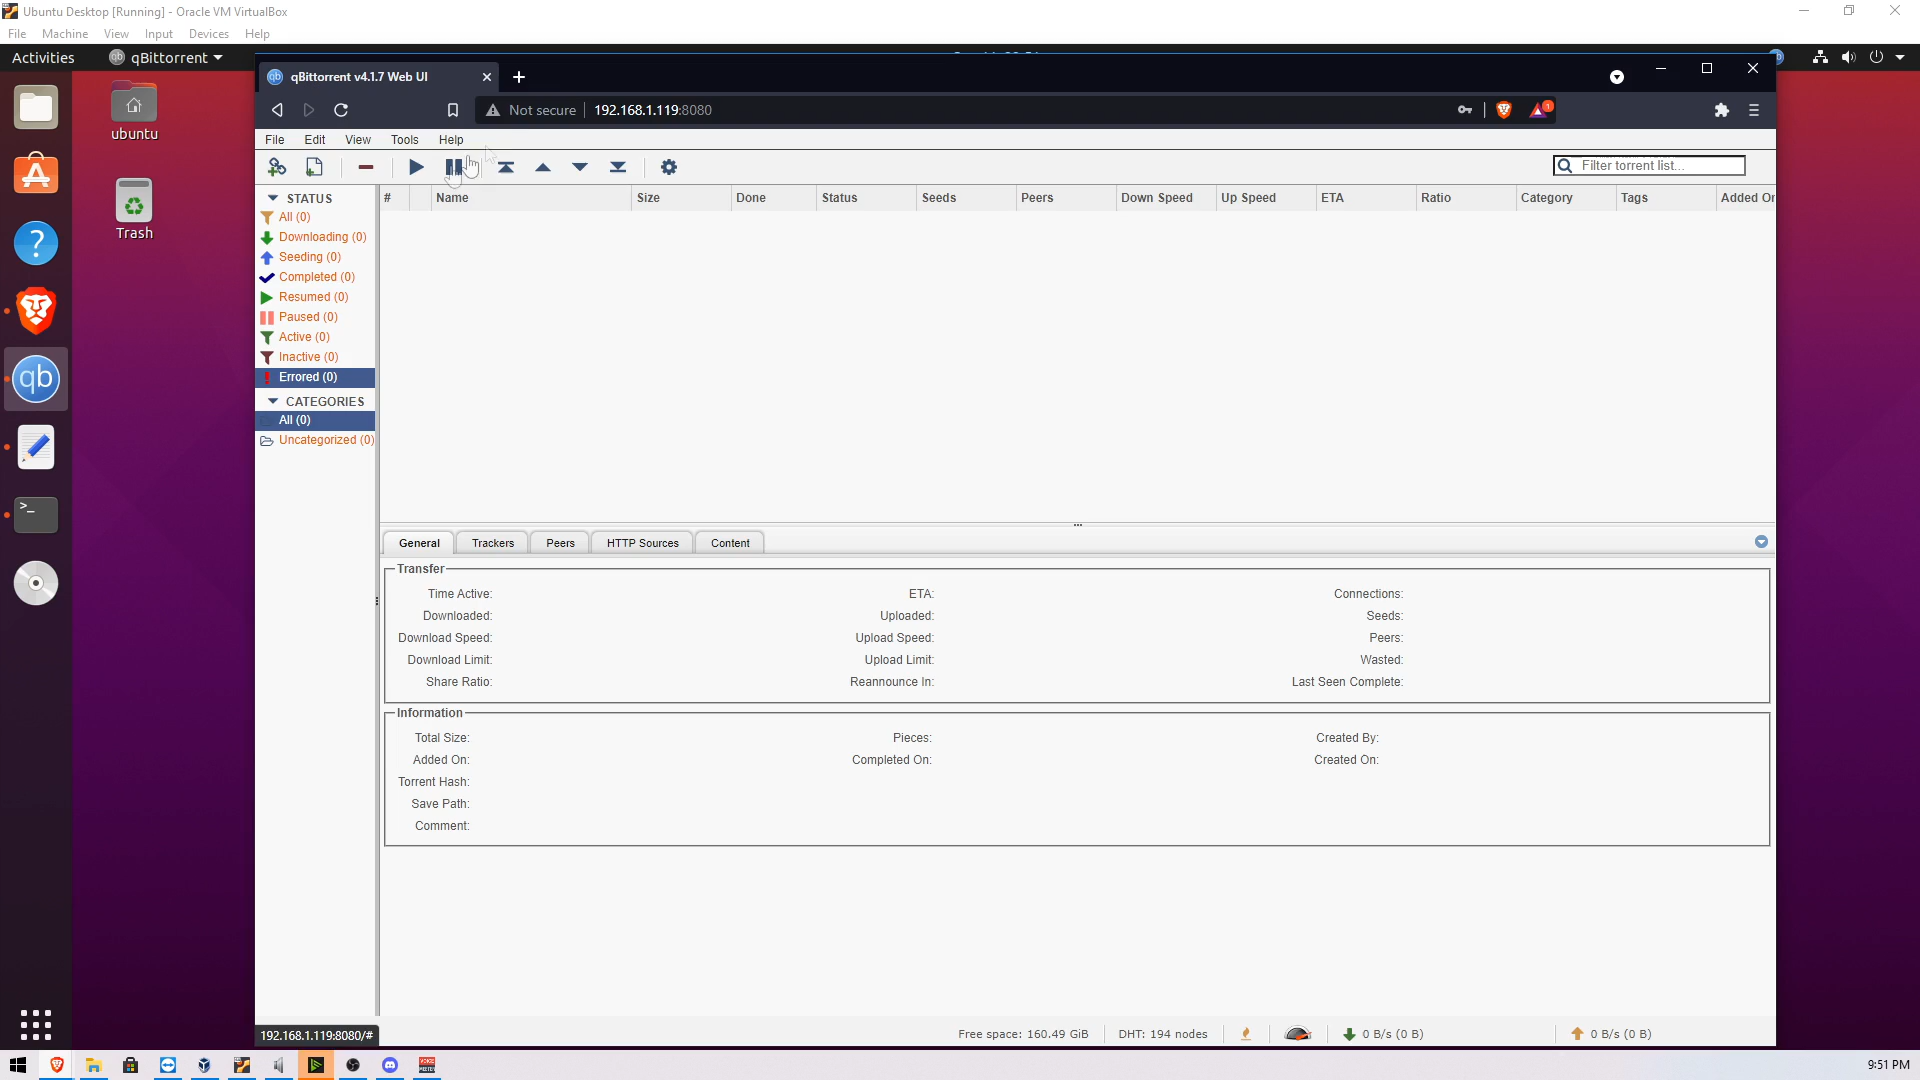 Ubuntu Desktop [Running] - Oracle VM VirtualBox
File Machine View Input Devices Help
Activities qBittorrent
qBittorrent v4.1.7 Web UI
Not secure 192.168.1.119:8080
File Edit View Tools Help
Filter torrent list...
ubuntu
Trash
STATUS
All (0)
Downloading (0)
Seeding (0)
Completed (0)
Resumed (0)
Paused (0)
Active (0)
Inactive (0)
Errored (0)
CATEGORIES
All (0)
Uncategorized (0)
# Name Size Done Status Seeds Peers Down Speed Up Speed ETA Ratio Category Tags Added On
General Trackers Peers HTTP Sources Content
Transfer
Time Active: ETA: Connections:
Downloaded: Uploaded: Seeds:
Download Speed: Upload Speed: Peers:
Download Limit: Upload Limit: Wasted:
Share Ratio: Reannounce In: Last Seen Complete:
Information
Total Size: Pieces: Created By:
Added On: Completed On: Created On:
Torrent Hash:
Save Path:
Comment:
192.168.1.119:8080/#
Free space: 160.49 GiB DHT: 194 nodes 0 B/s (0 B) 0 B/s (0 B)
9:51 PM